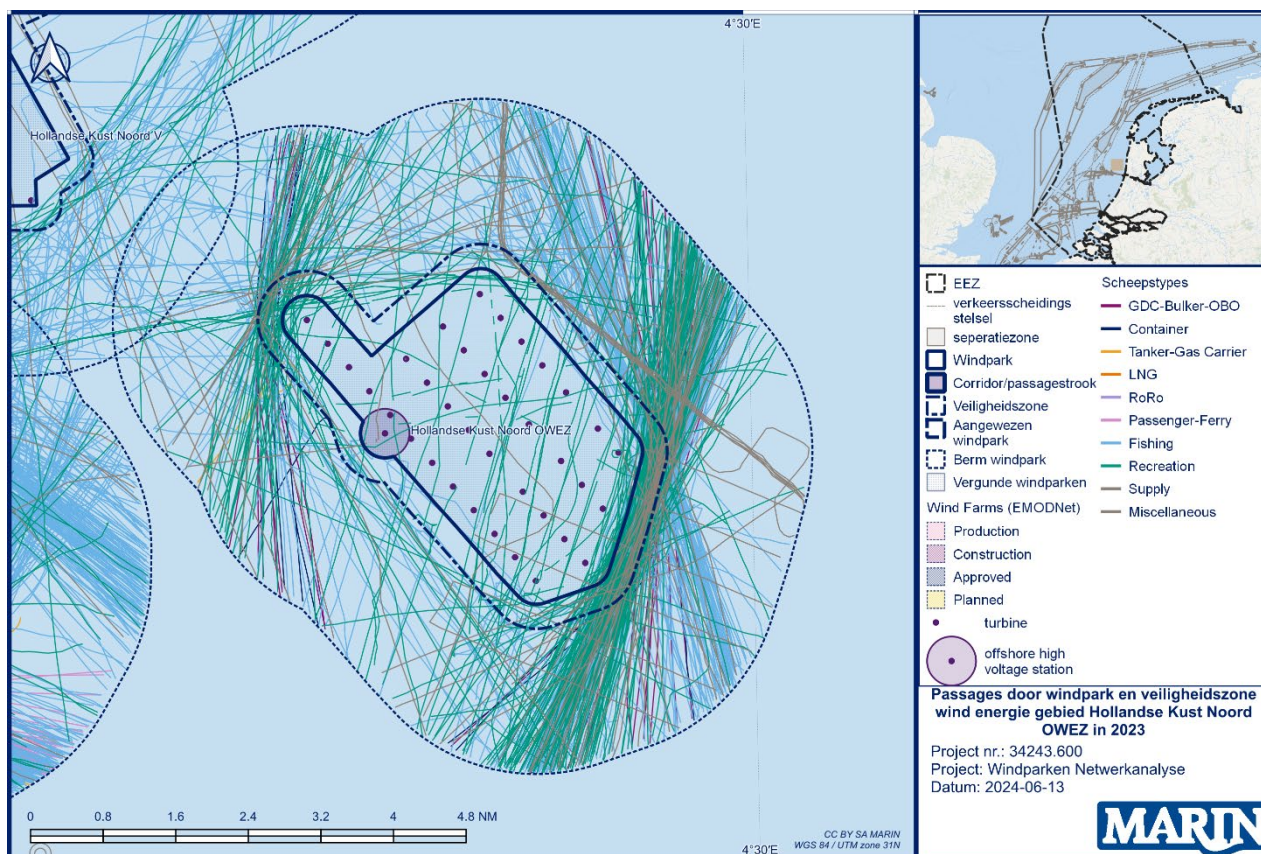 4°30'E
Hollandse Kust Noord V
Hollandse Kust Noord OWEZ
0 0.8 1.6 2.4 3.2 4 4.8 NM
CC BY SA MARIN
WGS 84 / UTM zone 31N
4°30'E
EEZ
verkeersscheidings
stelsel
seperatiezone
Windpark
Corridor/passagestrook
Veiligheidszone
Aangewezen
windpark
Berm windpark
Vergunde windparken
Wind Farms (EMODNet)
Production
Construction
Approved
Planned
turbine
offshore high
voltage station
Scheepstypes
GDC-Bulker-OBO
Container
Tanker-Gas Carrier
LNG
RoRo
Passenger-Ferry
Fishing
Recreation
Supply
Miscellaneous
Passages door windpark en veiligheidszone
wind energie gebied Hollandse Kust Noord
OWEZ in 2023
Project nr.: 34243.600
Project: Windparken Netwerkanalyse
Datum: 2024-06-13
MARIN